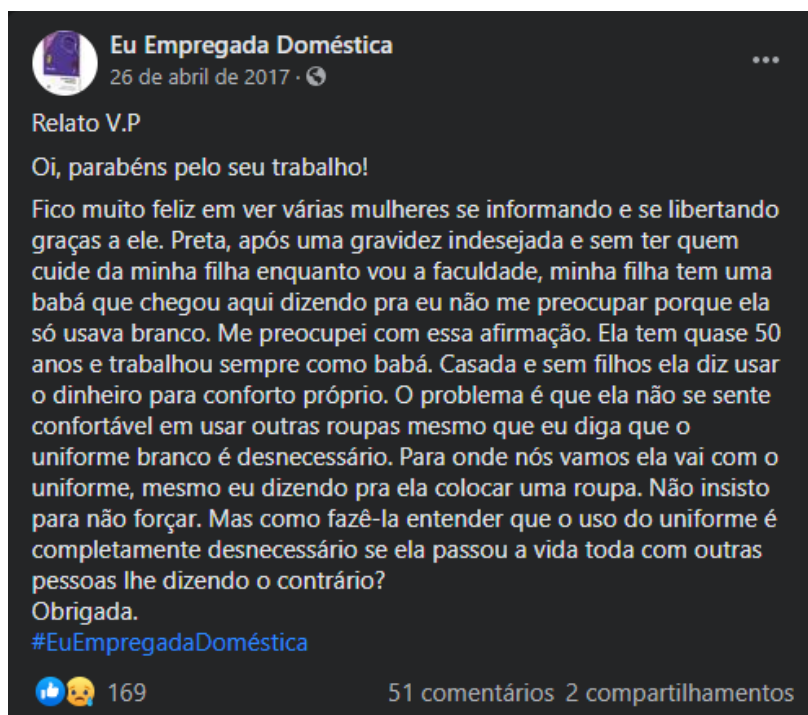 Eu Empregada Doméstica
26 de abril de 2017 ·
Relato V.P
Oi, parabéns pelo seu trabalho!
Fico muito feliz em ver várias mulheres se informando e se libertando
graças a ele. Preta, após uma gravidez indesejada e sem ter quem
cuide da minha filha enquanto vou a faculdade, minha filha tem uma
babá que chegou aqui dizendo pra eu não me preocupar porque ela
só usava branco. Me preocupei com essa afirmação. Ela tem quase 50
anos e trabalhou sempre como babá. Casada e sem filhos ela diz usar
o dinheiro para conforto próprio. O problema é que ela não se sente
confortável em usar outras roupas mesmo que eu diga que o
uniforme branco é desnecessário. Para onde nós vamos ela vai com o
uniforme, mesmo eu dizendo pra ela colocar uma roupa. Não insisto
para não forçar. Mas como fazê-la entender que o uso do uniforme é
completamente desnecessário se ela passou a vida toda com outras
pessoas lhe dizendo o contrário?
Obrigada.
#EuEmpregadaDoméstica
169 51 comentários 2 compartilhamentos